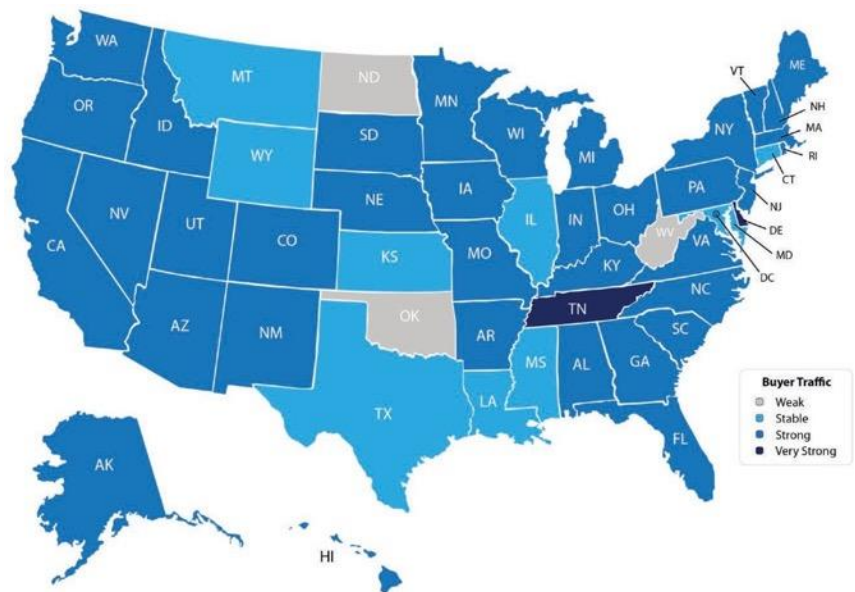 WA
MT
ND
MN
VT
ME
OR
ID
SD
WI
NY
NH
MA
WY
MI
RI
CT
IA
PA
NE
NJ
NV
OH
IL
IN
DE
UT
WV
CA
CO
VA
MD
KS
MO
KY
DC
NC
TN
OK
AZ
NM
AR
SC
MS
AL
GA
LA
TX
FL
AK
HI
Buyer Traffic
Weak
Stable
Strong
Very Strong